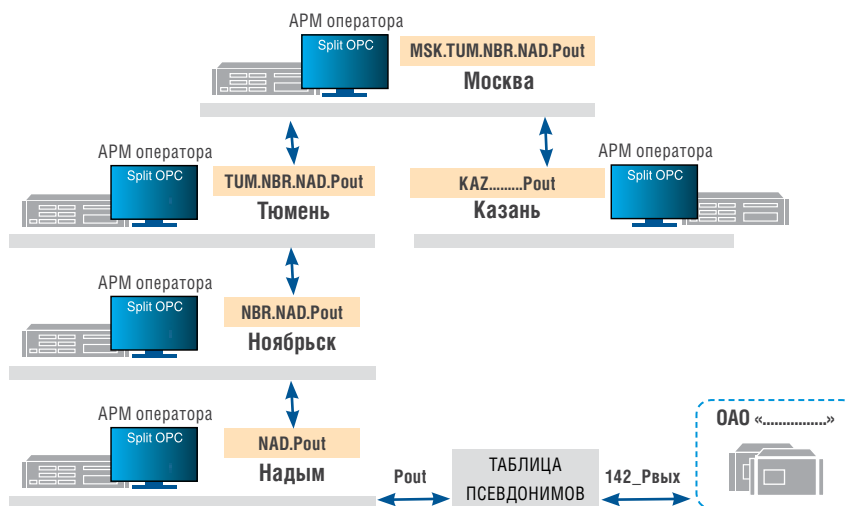 АРМ оператора
Split OPC
MSK.TUM.NBR.NAD.Pout
Москва
АРМ оператора
Split OPC
TUM.NBR.NAD.Pout
Тюмень
KAZ.........Pout
Казань
АРМ оператора
Split OPC
АРМ оператора
Split OPC
NBR.NAD.Pout
Ноябрьск
АРМ оператора
Split OPC
NAD.Pout
Надым
Pout
ТАБЛИЦА
ПСЕВДОНИМОВ
142_Pвых
ОАО «................»